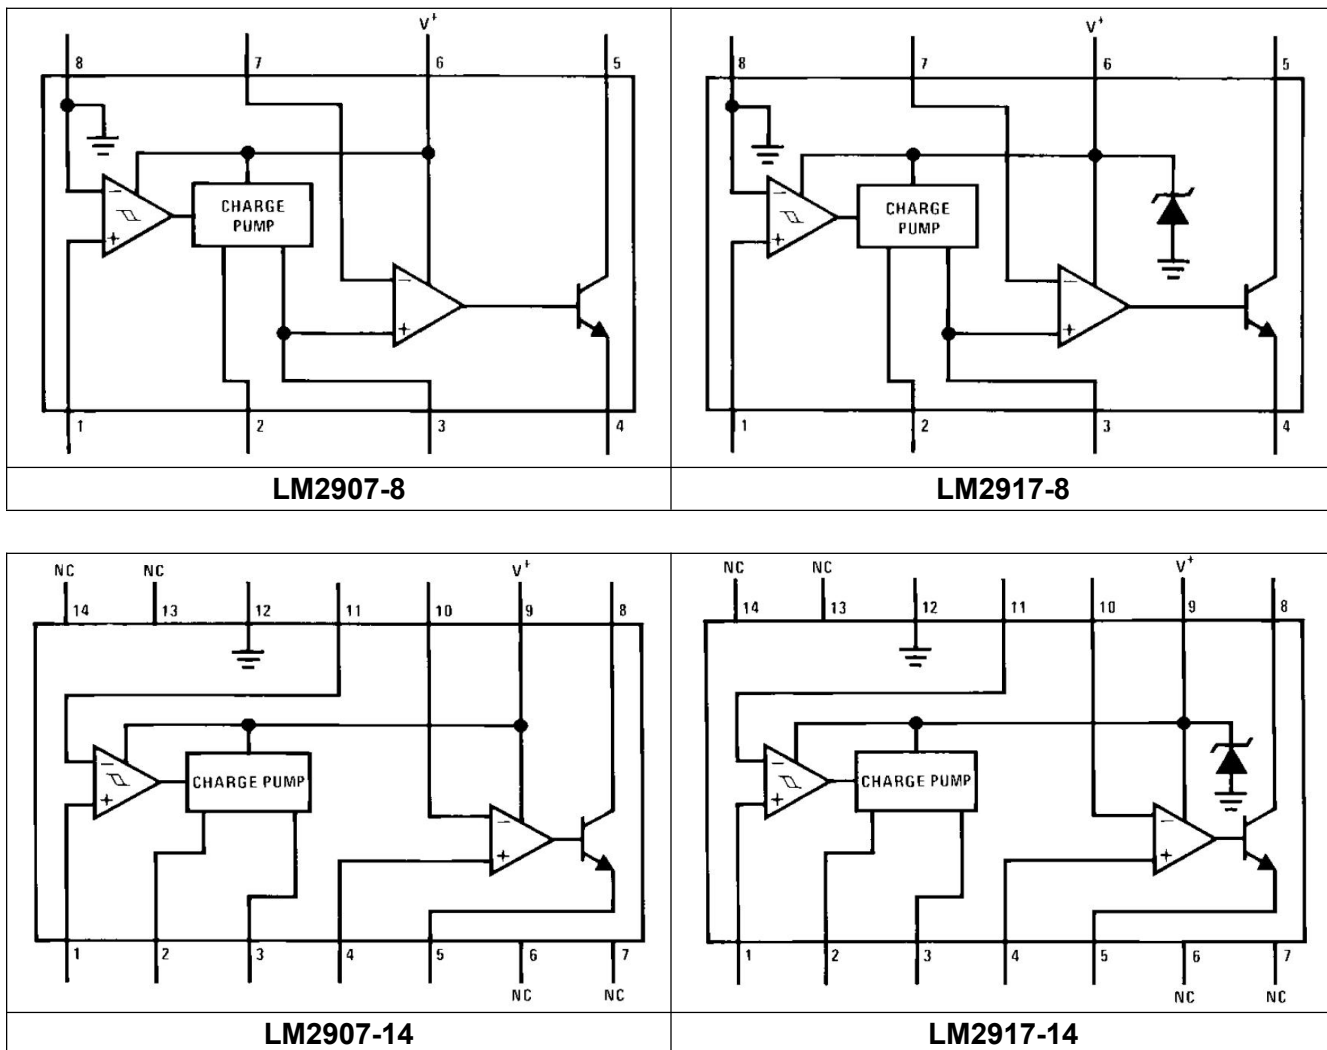 V+ V+
8 7 6 5 8 7 6 5
− −
CHARGE CHARGE
PUMP PUMP
+ +
− −
+ +
1 2 3 4 1 2 3 4
LM2907-8 LM2917-8
NC NC V+ NC NC V+
14 13 12 11 10 9 8 14 13 12 11 10 9 8
− −
CHARGE PUMP CHARGE PUMP
+ +
− −
+ +
1 2 3 4 5 6 7 1 2 3 4 5 6 7
NC NC NC NC
LM2907-14 LM2917-14